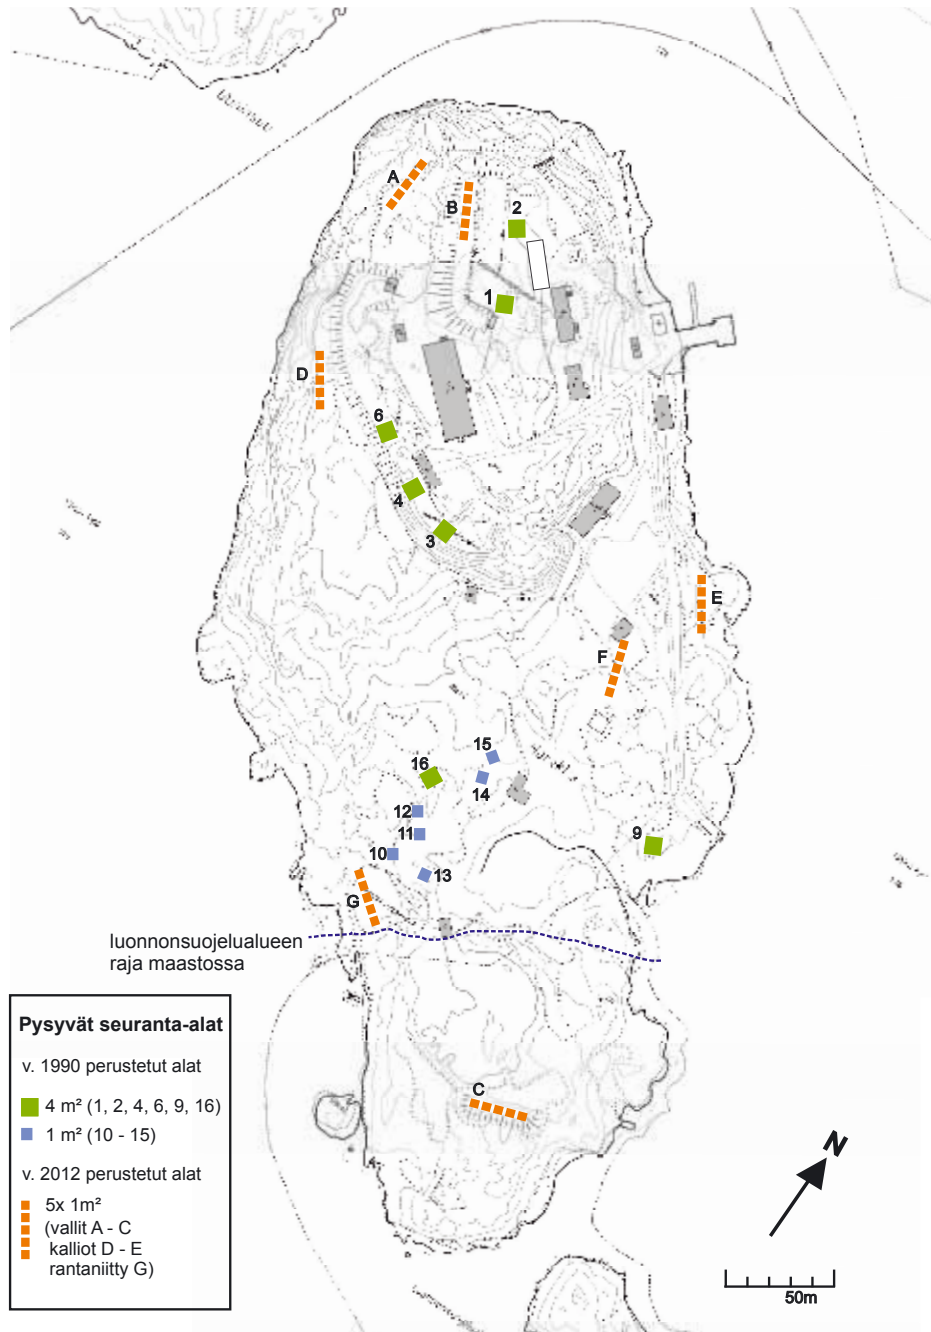 A
B
2
1
D
6
4
3
E
F
15
16
14
12
11
9
10
13
G
luonnonsuojelualueen
raja maastossa
Pysyvät seuranta-alat
v. 1990 perustetut alat
4 m² (1, 2, 4, 6, 9, 16)
1 m² (10 - 15)
v. 2012 perustetut alat
5x 1m²
(vallit A - C
kalliot D - E
rantaniitty G)
C
N
50m